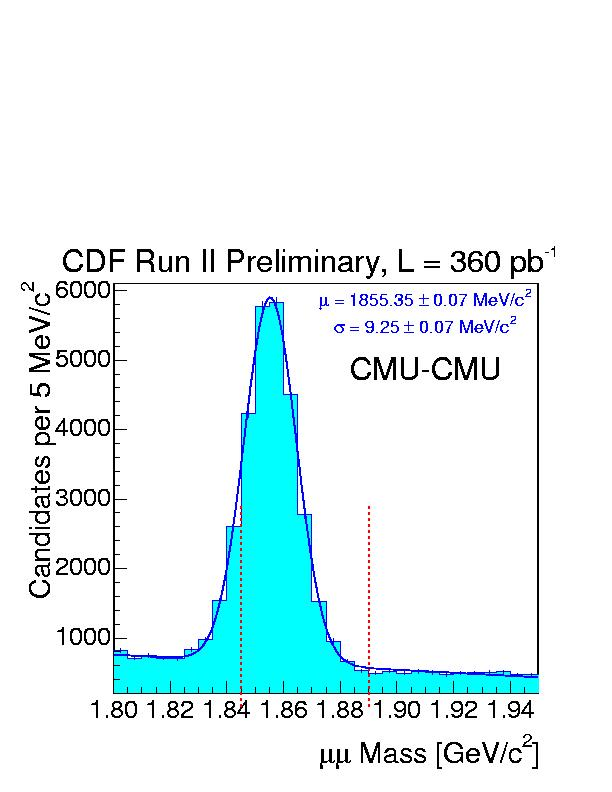 CDF Run II Preliminary, L = 360 pb⁻¹
μ = 1855.35 ± 0.07 MeV/c²
σ = 9.25 ± 0.07 MeV/c²
CMU-CMU
Candidates per 5 MeV/c²
6000
5000
4000
3000
2000
1000
1.80 1.82 1.84 1.86 1.88 1.90 1.92 1.94
μμ Mass [GeV/c²]